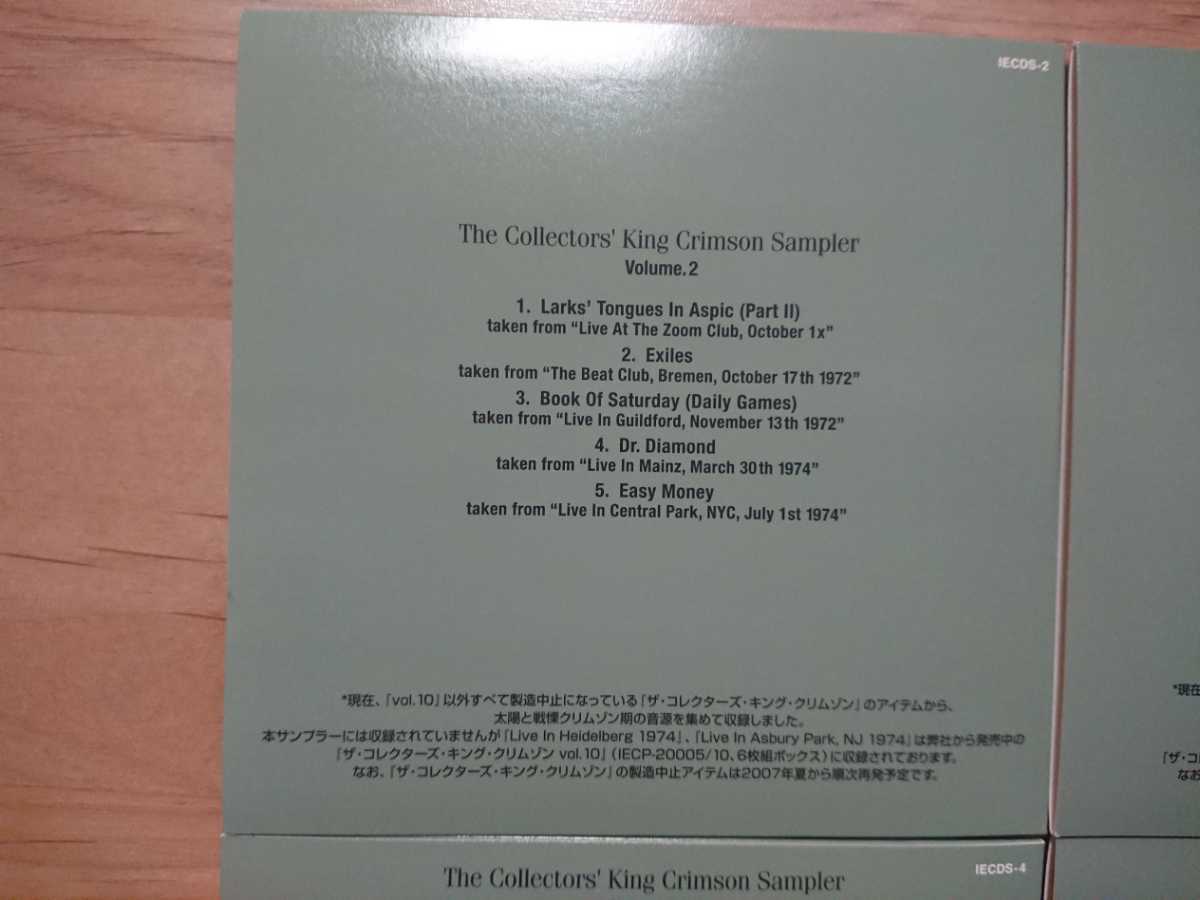 IECDS-2
The Collectors' King Crimson Sampler
Volume.2
1. Larks' Tongues In Aspic (Part II)
taken from "Live At The Zoom Club, October 1x"
2. Exiles
taken from "The Beat Club, Bremen, October 17th 1972"
3. Book Of Saturday (Daily Games)
taken from "Live In Guildford, November 13th 1972"
4. Dr. Diamond
taken from "Live In Mainz, March 30th 1974"
5. Easy Money
taken from "Live In Central Park, NYC, July 1st 1974"
*現在、「vol.10」以外すべて製造中止になっている「ザ・コレクターズ・キング・クリムゾン」のアイテムから、
太陽と戦慄クリムゾン期の音源を集めて収録しました。
本サンプラーには収録されていませんが「Live In Heidelberg 1974」、「Live In Asbury Park, NJ 1974」は弊社から発売中の
「ザ・コレクターズ・キング・クリムゾン vol.10」(IECP-20005/10、6枚組ボックス)に収録されております。
なお、「ザ・コレクターズ・キング・クリムゾン」の製造中止アイテムは2007年夏から順次再発予定です。
*現在
「ザ・コレ
なお
The Collectors' King Crimson Sampler
IECDS-4